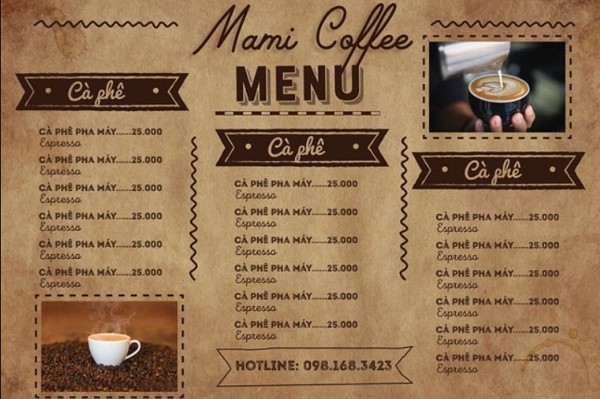 Mami Coffee
MENU
Cà phê
CÀ PHÊ PHA MÁY......25.000
Espresso
CÀ PHÊ PHA MÁY......25.000
Espresso
CÀ PHÊ PHA MÁY......25.000
Espresso
CÀ PHÊ PHA MÁY......25.000
Espresso
CÀ PHÊ PHA MÁY......25.000
Espresso
CÀ PHÊ PHA MÁY......25.000
Espresso
Cà phê
CÀ PHÊ PHA MÁY......25.000
Espresso
CÀ PHÊ PHA MÁY......25.000
Espresso
CÀ PHÊ PHA MÁY......25.000
Espresso
CÀ PHÊ PHA MÁY......25.000
Espresso
CÀ PHÊ PHA MÁY......25.000
Espresso
CÀ PHÊ PHA MÁY......25.000
Espresso
HOTLINE: 098.168.3423
Cà phê
CÀ PHÊ PHA MÁY......25.000
Espresso
CÀ PHÊ PHA MÁY......25.000
Espresso
CÀ PHÊ PHA MÁY......25.000
Espresso
CÀ PHÊ PHA MÁY......25.000
Espresso
CÀ PHÊ PHA MÁY......25.000
Espresso
CÀ PHÊ PHA MÁY......25.000
Espresso